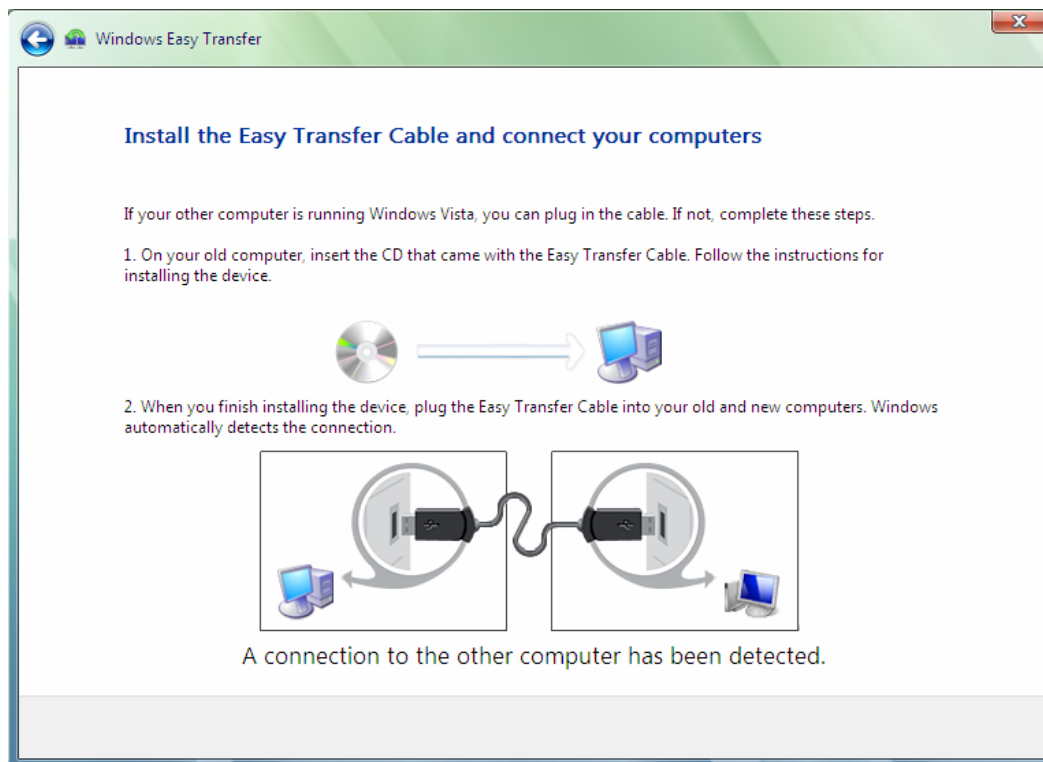 Windows Easy Transfer
Install the Easy Transfer Cable and connect your computers
If your other computer is running Windows Vista, you can plug in the cable. If not, complete these steps.
1. On your old computer, insert the CD that came with the Easy Transfer Cable. Follow the instructions for
installing the device.
2. When you finish installing the device, plug the Easy Transfer Cable into your old and new computers. Windows
automatically detects the connection.
A connection to the other computer has been detected.